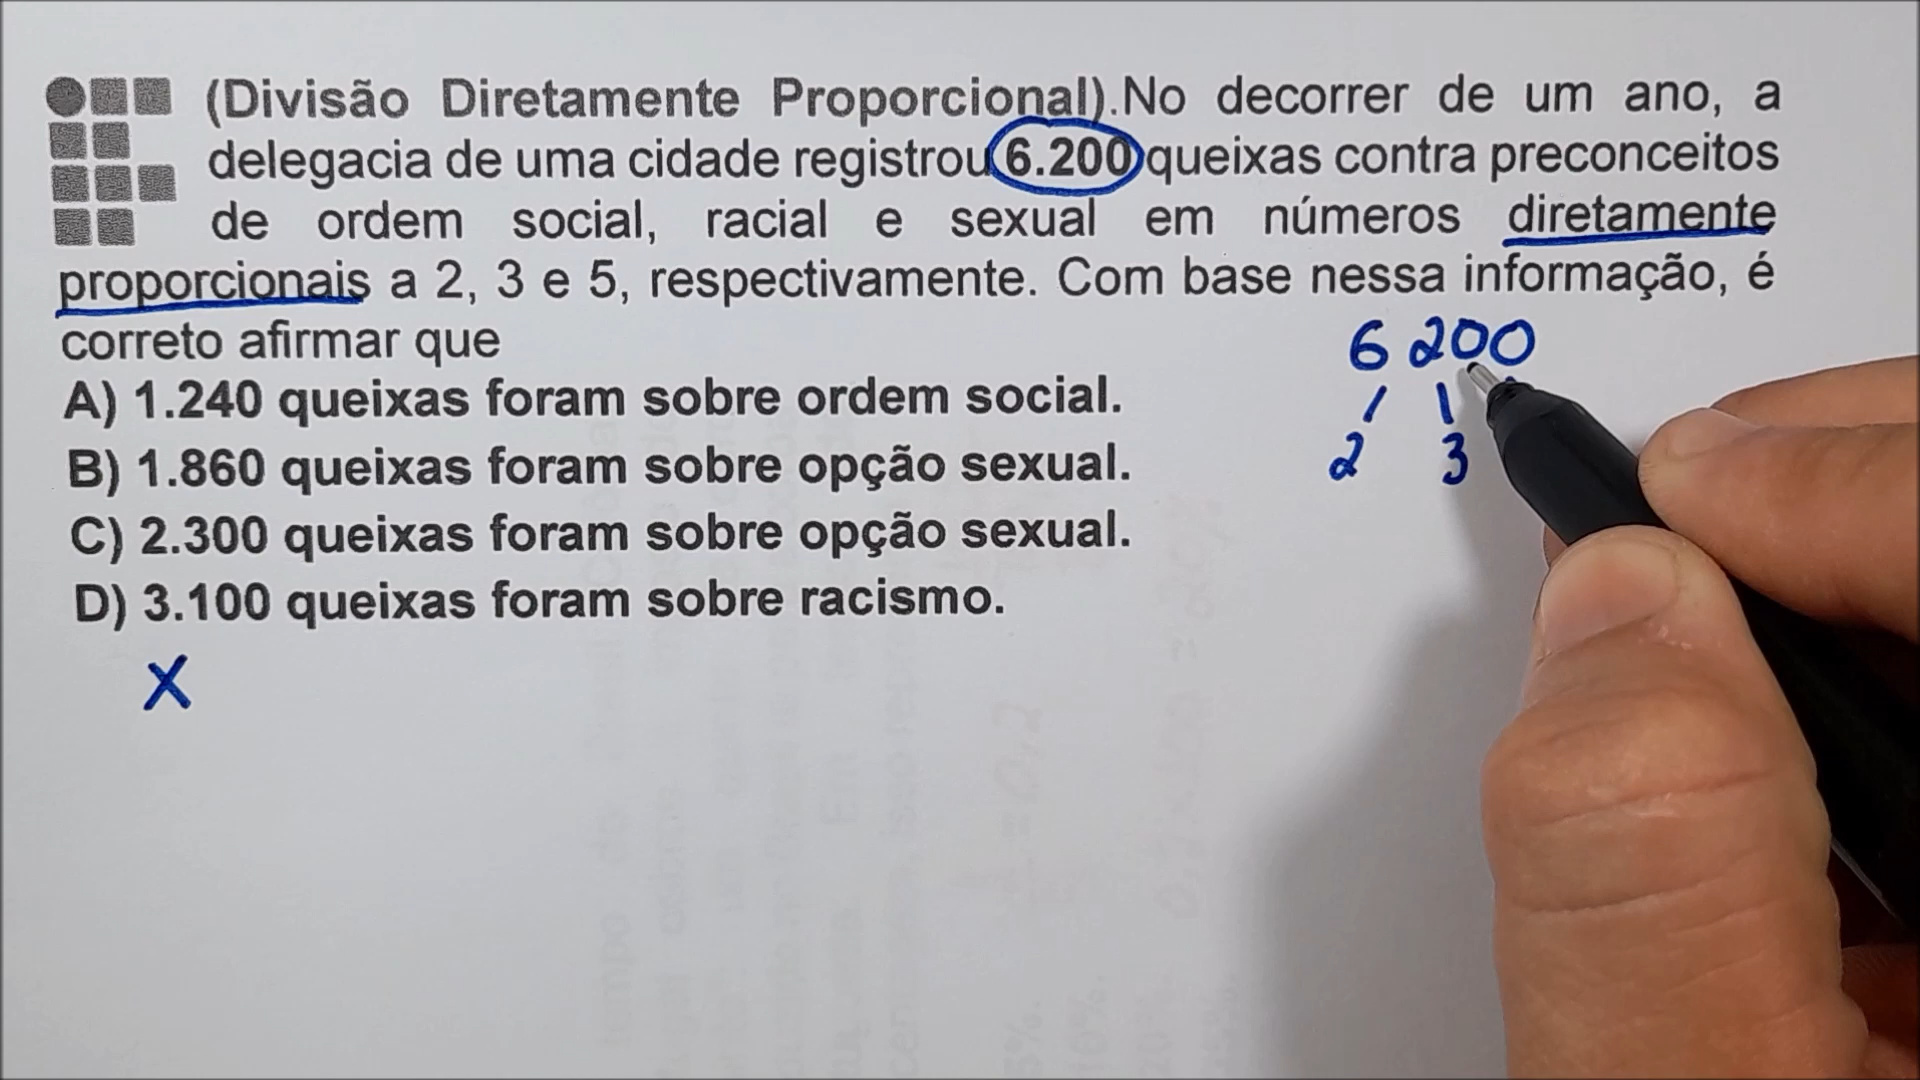 (Divisão Diretamente Proporcional).No decorrer de um ano, a
delegacia de uma cidade registrou 6.200 queixas contra preconceitos
de ordem social, racial e sexual em números diretamente
proporcionais a 2, 3 e 5, respectivamente. Com base nessa informação, é
correto afirmar que
6 200
A) 1.240 queixas foram sobre ordem social.
B) 1.860 queixas foram sobre opção sexual.
2 3
C) 2.300 queixas foram sobre opção sexual.
D) 3.100 queixas foram sobre racismo.
X